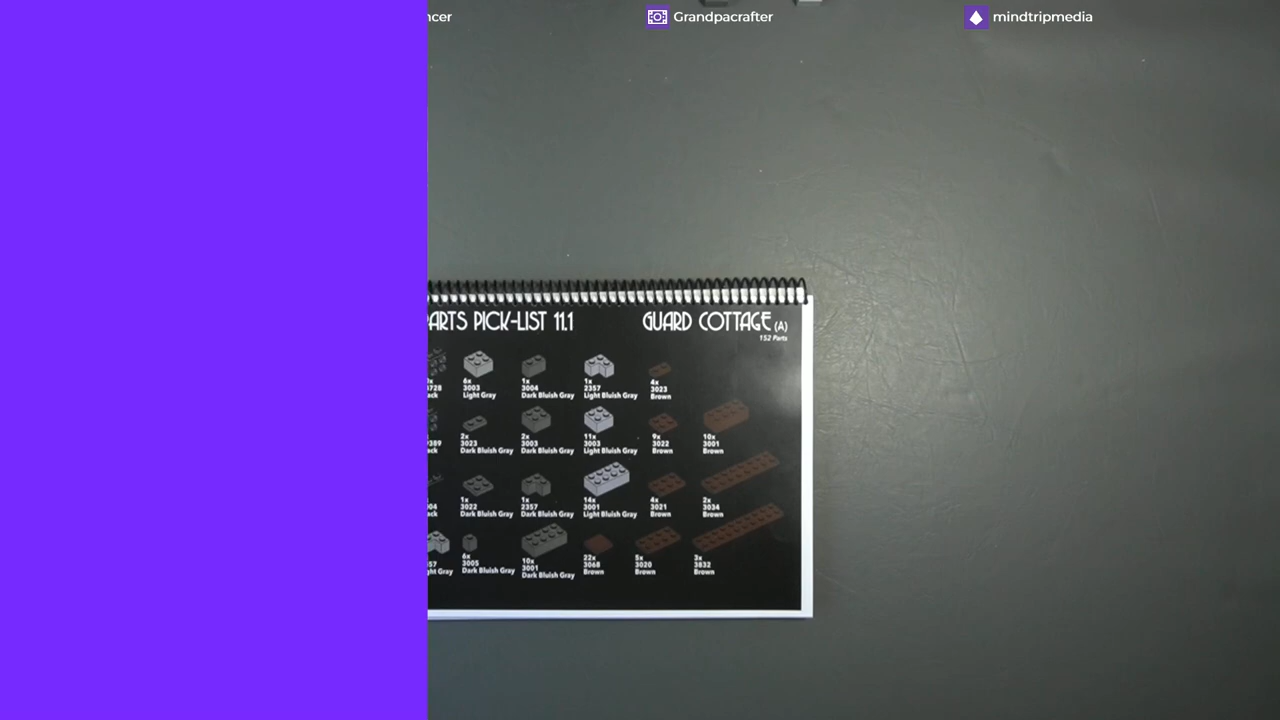 ncer
Grandpacrafter
mindtripmedia
PARTS PICK-LIST 11.1
GUARD COTTAGE (A)
152 Parts
6x
3003
Light Gray
1x
3004
Dark Bluish Gray
1x
2357
Light Bluish Gray
4x
3023
Brown
2x
3023
Dark Bluish Gray
2x
3003
Dark Bluish Gray
11x
3003
Light Bluish Gray
9x
3022
Brown
10x
3001
Brown
1x
3022
Dark Bluish Gray
1x
2357
Dark Bluish Gray
14x
3001
Light Bluish Gray
4x
3021
Brown
2x
3034
Brown
6x
3005
Dark Bluish Gray
10x
3001
Dark Bluish Gray
22x
3068
Brown
5x
3020
Brown
3x
3832
Brown